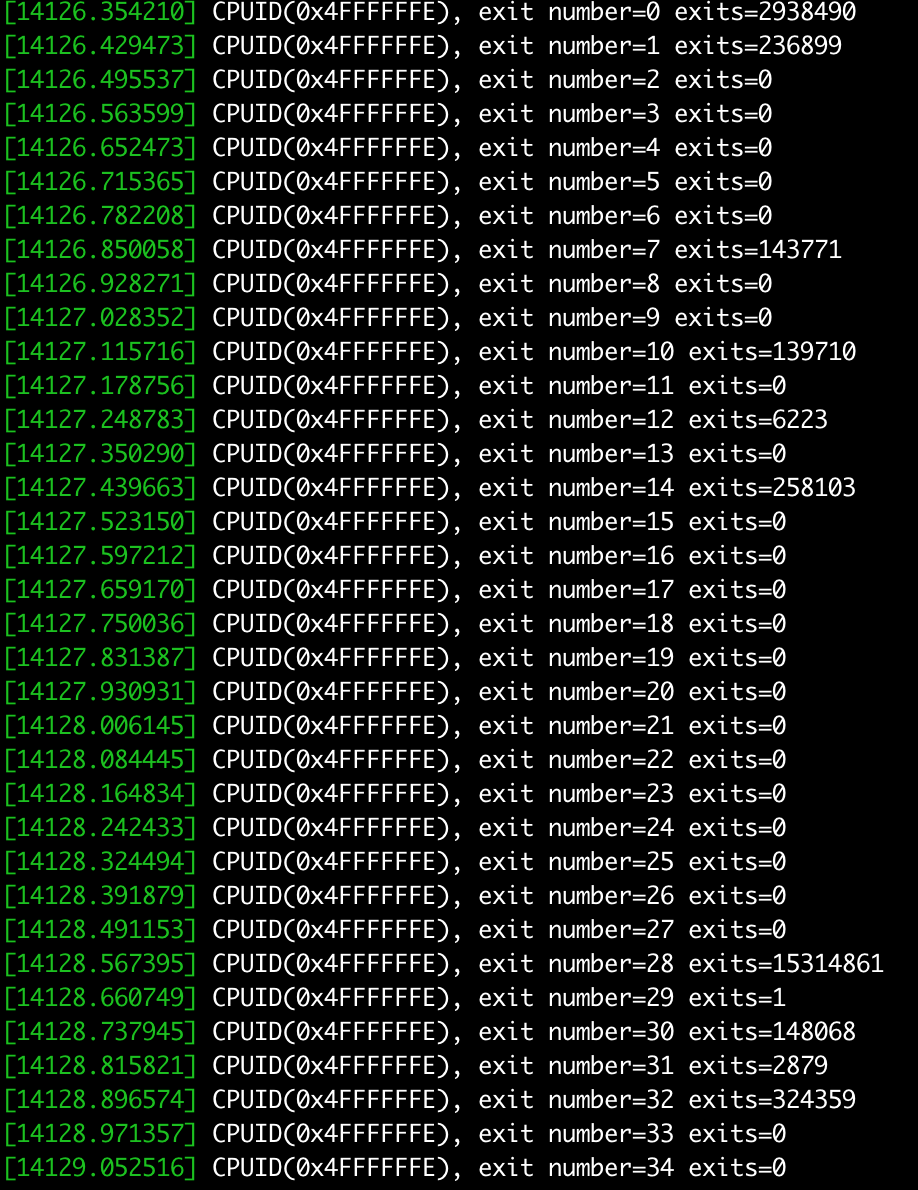 [14126.354210] CPUID(0x4FFFFFFE), exit number=0 exits=2938490
[14126.429473] CPUID(0x4FFFFFFE), exit number=1 exits=236899
[14126.495537] CPUID(0x4FFFFFFE), exit number=2 exits=0
[14126.563599] CPUID(0x4FFFFFFE), exit number=3 exits=0
[14126.652473] CPUID(0x4FFFFFFE), exit number=4 exits=0
[14126.715365] CPUID(0x4FFFFFFE), exit number=5 exits=0
[14126.782208] CPUID(0x4FFFFFFE), exit number=6 exits=0
[14126.850058] CPUID(0x4FFFFFFE), exit number=7 exits=143771
[14126.928271] CPUID(0x4FFFFFFE), exit number=8 exits=0
[14127.028352] CPUID(0x4FFFFFFE), exit number=9 exits=0
[14127.115716] CPUID(0x4FFFFFFE), exit number=10 exits=139710
[14127.178756] CPUID(0x4FFFFFFE), exit number=11 exits=0
[14127.248783] CPUID(0x4FFFFFFE), exit number=12 exits=6223
[14127.350290] CPUID(0x4FFFFFFE), exit number=13 exits=0
[14127.439663] CPUID(0x4FFFFFFE), exit number=14 exits=258103
[14127.523150] CPUID(0x4FFFFFFE), exit number=15 exits=0
[14127.597212] CPUID(0x4FFFFFFE), exit number=16 exits=0
[14127.659170] CPUID(0x4FFFFFFE), exit number=17 exits=0
[14127.750036] CPUID(0x4FFFFFFE), exit number=18 exits=0
[14127.831387] CPUID(0x4FFFFFFE), exit number=19 exits=0
[14127.930931] CPUID(0x4FFFFFFE), exit number=20 exits=0
[14128.006145] CPUID(0x4FFFFFFE), exit number=21 exits=0
[14128.084445] CPUID(0x4FFFFFFE), exit number=22 exits=0
[14128.164834] CPUID(0x4FFFFFFE), exit number=23 exits=0
[14128.242433] CPUID(0x4FFFFFFE), exit number=24 exits=0
[14128.324494] CPUID(0x4FFFFFFE), exit number=25 exits=0
[14128.391879] CPUID(0x4FFFFFFE), exit number=26 exits=0
[14128.491153] CPUID(0x4FFFFFFE), exit number=27 exits=0
[14128.567395] CPUID(0x4FFFFFFE), exit number=28 exits=15314861
[14128.660749] CPUID(0x4FFFFFFE), exit number=29 exits=1
[14128.737945] CPUID(0x4FFFFFFE), exit number=30 exits=148068
[14128.815821] CPUID(0x4FFFFFFE), exit number=31 exits=2879
[14128.896574] CPUID(0x4FFFFFFE), exit number=32 exits=324359
[14128.971357] CPUID(0x4FFFFFFE), exit number=33 exits=0
[14129.052516] CPUID(0x4FFFFFFE), exit number=34 exits=0